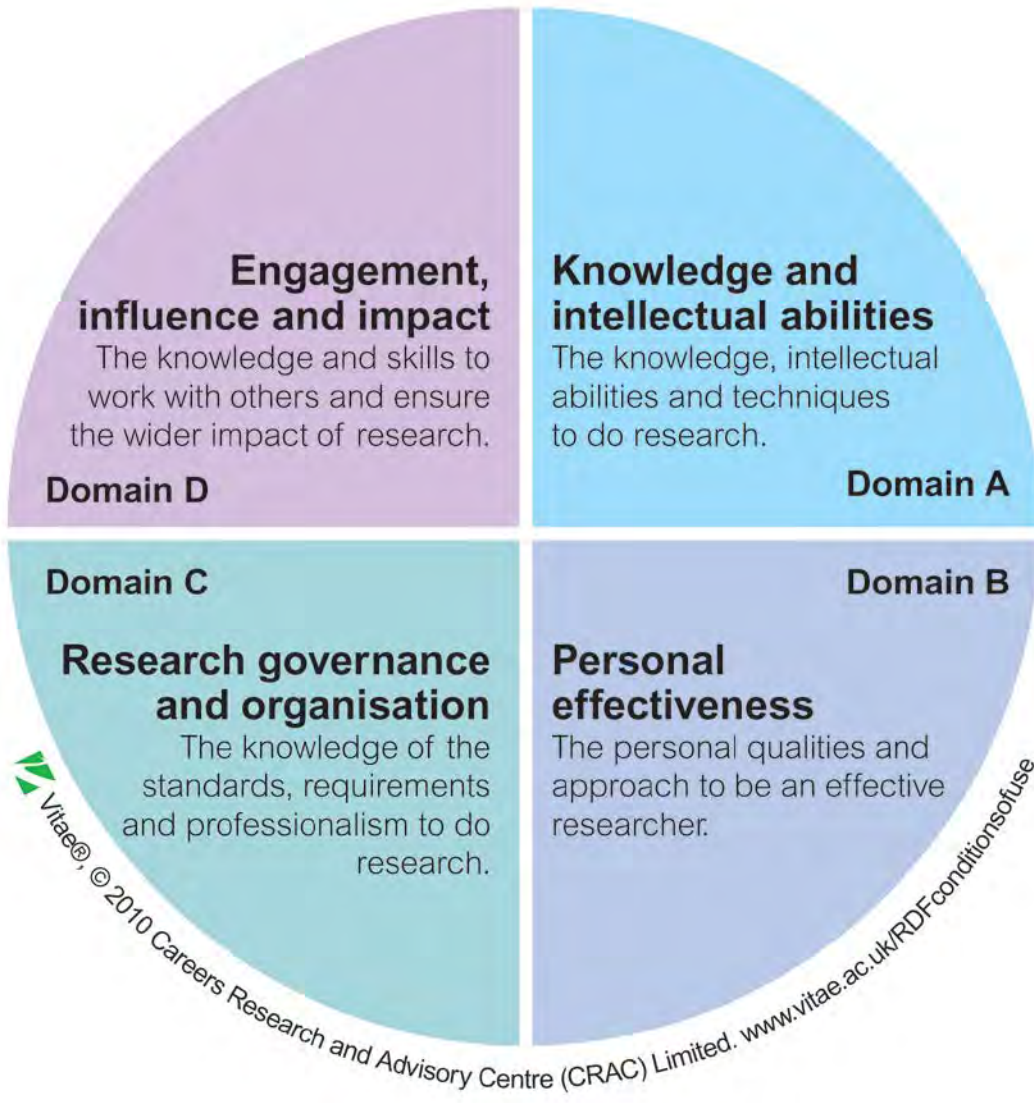 Engagement,
influence and impact
The knowledge and skills to
work with others and ensure
the wider impact of research.
Domain D
Knowledge and
intellectual abilities
The knowledge, intellectual
abilities and techniques
to do research.
Domain A
Domain C
Research governance
and organisation
The knowledge of the
standards, requirements
and professionalism to do
research.
Domain B
Personal
effectiveness
The personal qualities and
approach to be an effective
researcher.
Vitae®, © 2010 Careers Research and Advisory Centre (CRAC) Limited. www.vitae.ac.uk/RDFconditionsofuse